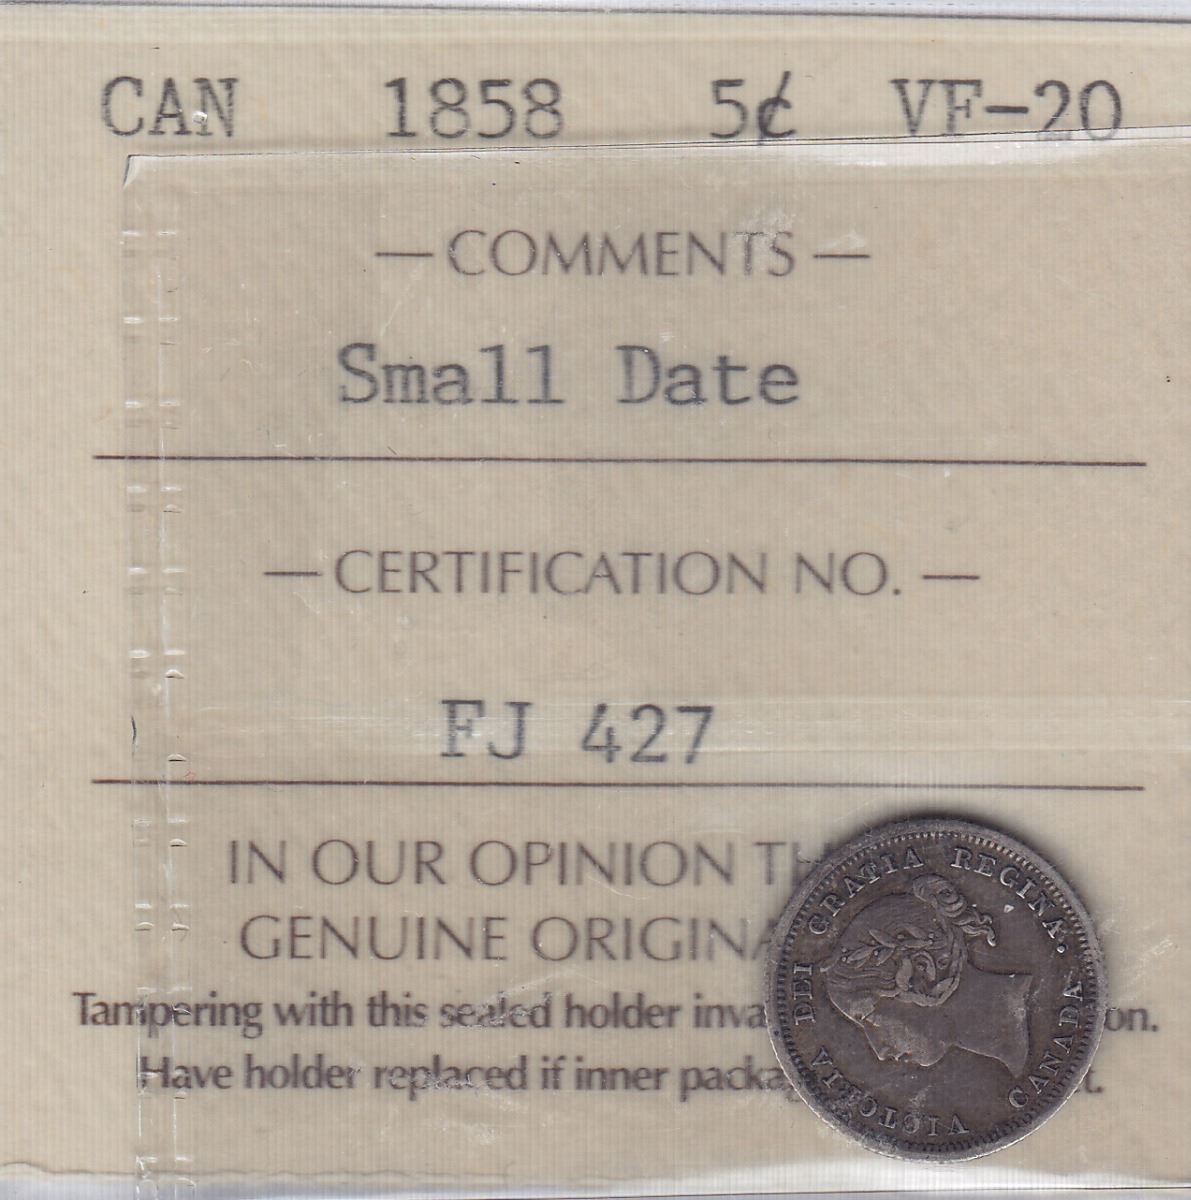 CAN 1858 5¢ VF-20
— COMMENTS —
Small Date
— CERTIFICATION NO. —
FJ 427
IN OUR OPINION TH
GENUINE ORIGINA
Tampering with this sealed holder inva on.
Have holder replaced if inner packag t.
VICTORIA DEI GRATIA REGINA. CANADA